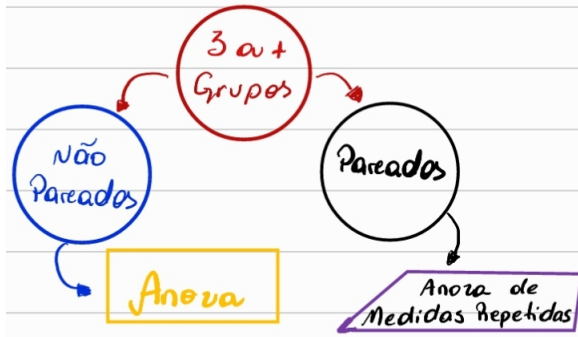 3 ou +
Grupos
Não
Pareados
Pareados
Anova
Anova de
Medidas Repetidas